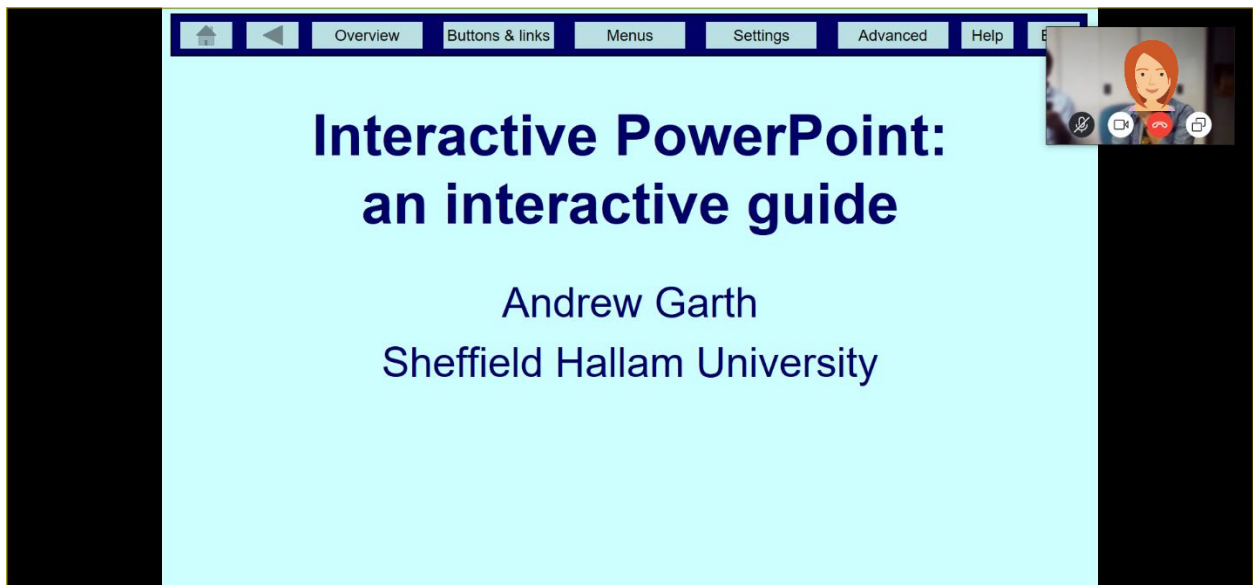 Overview Buttons & links Menus Settings Advanced Help
Interactive PowerPoint:
an interactive guide
Andrew Garth
Sheffield Hallam University